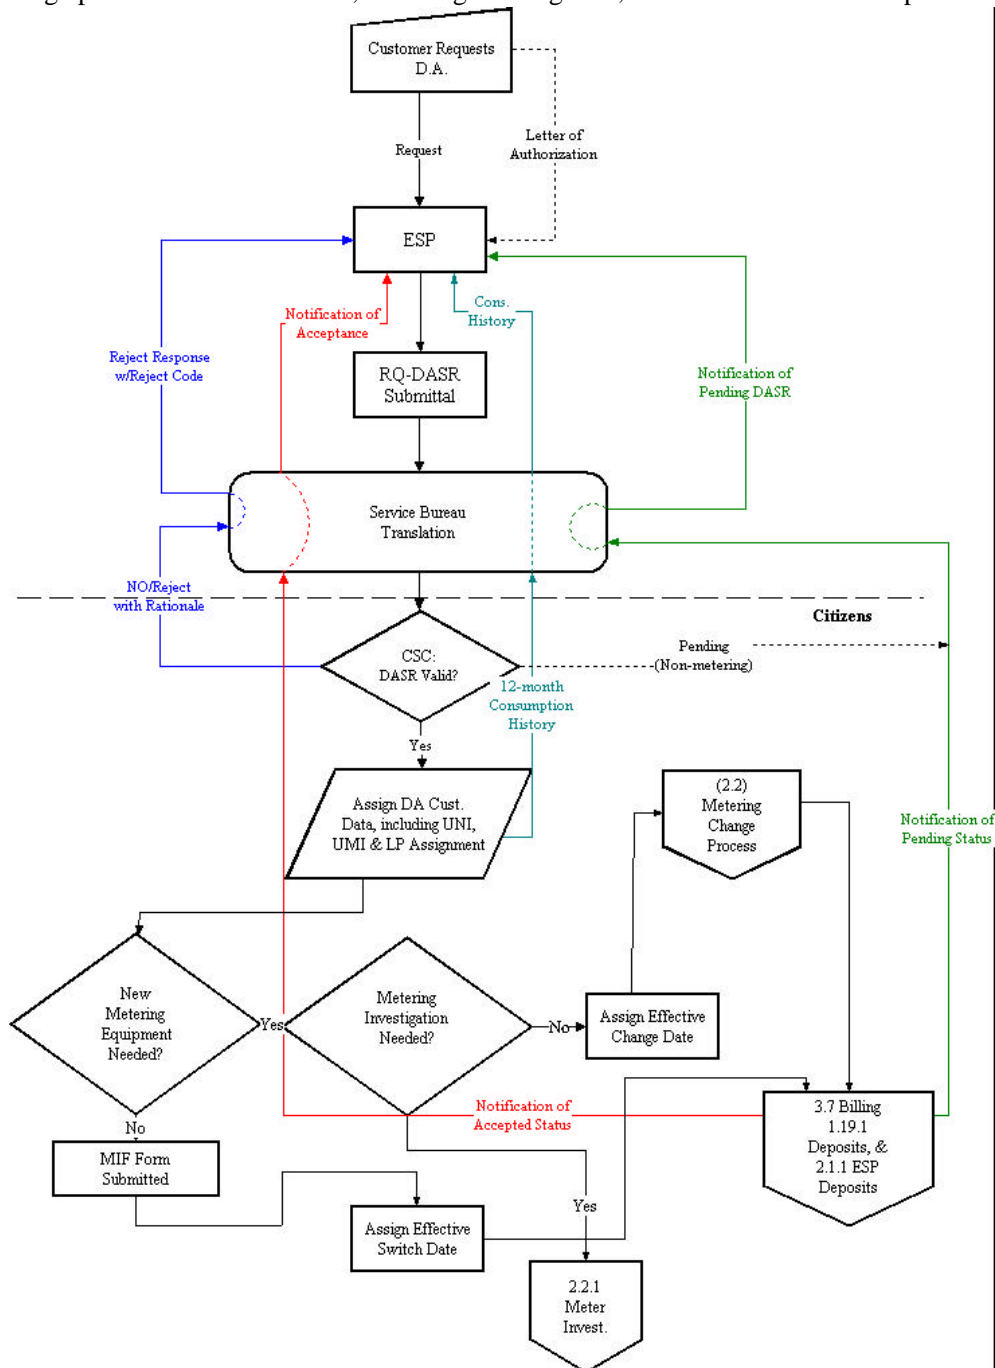 Customer Requests
D.A.
Request
Letter of
Authorization
ESP
Notification of
Acceptance
Cons.
History
Reject Response
w/Reject Code
RQ-DASR
Submittal
Notification of
Pending DASR
Service Bureau
Translation
NO/Reject
with Rationale
Citizens
CSC:
DASR Valid?
Pending
(Non-metering)
12-month
Consumption
History
Yes
Assign DA Cust.
Data, including UNI,
UMI & LP Assignment
(2.2)
Metering
Change
Process
Notification of
Pending Status
New
Metering
Equipment
Needed?
Yes
Metering
Investigation
Needed?
No
Assign Effective
Change Date
No
MIF Form
Submitted
Notification of
Accepted Status
3.7 Billing
1.19.1
Deposits, &
2.1.1 ESP
Deposits
Assign Effective
Switch Date
Yes
2.2.1
Meter
Invest.